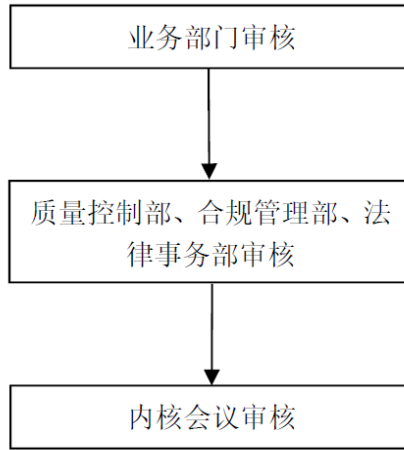 业务部门审核
质量控制部、合规管理部、法
律事务部审核
内核会议审核